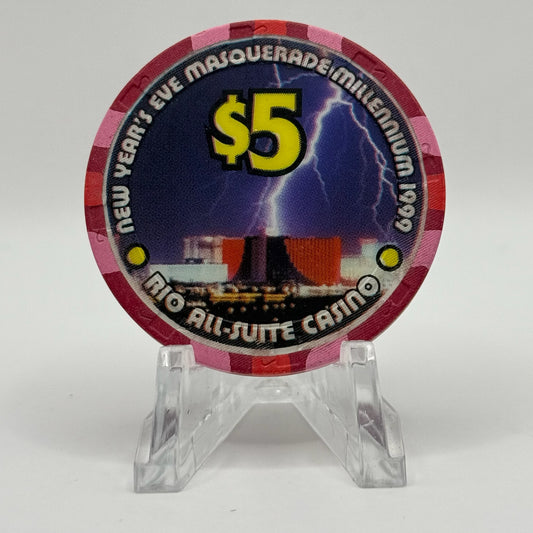 NEW YEAR'S EVE MASQUERADE MILLENNIUM 1999
$5
RIO ALL-SUITE CASINO